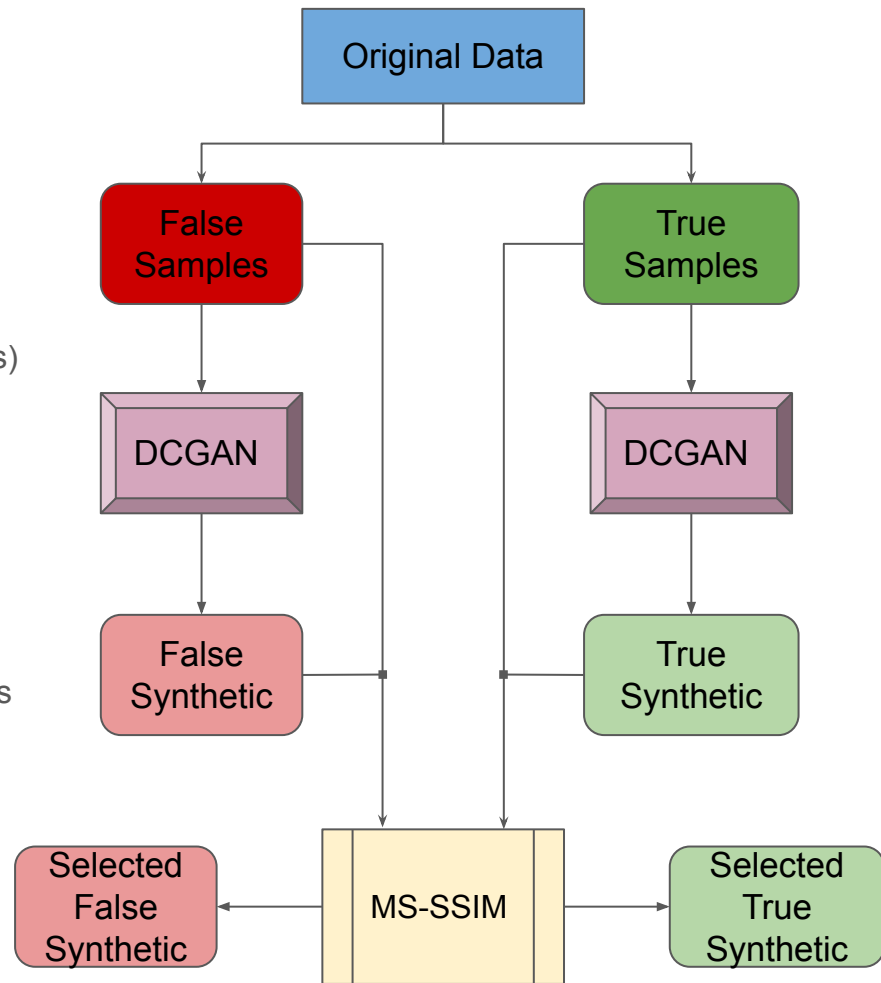 Original Data
False
Samples
True
Samples
s)
DCGAN
DCGAN
False
Synthetic
True
Synthetic
s
Selected
False
Synthetic
MS-SSIM
Selected
True
Synthetic